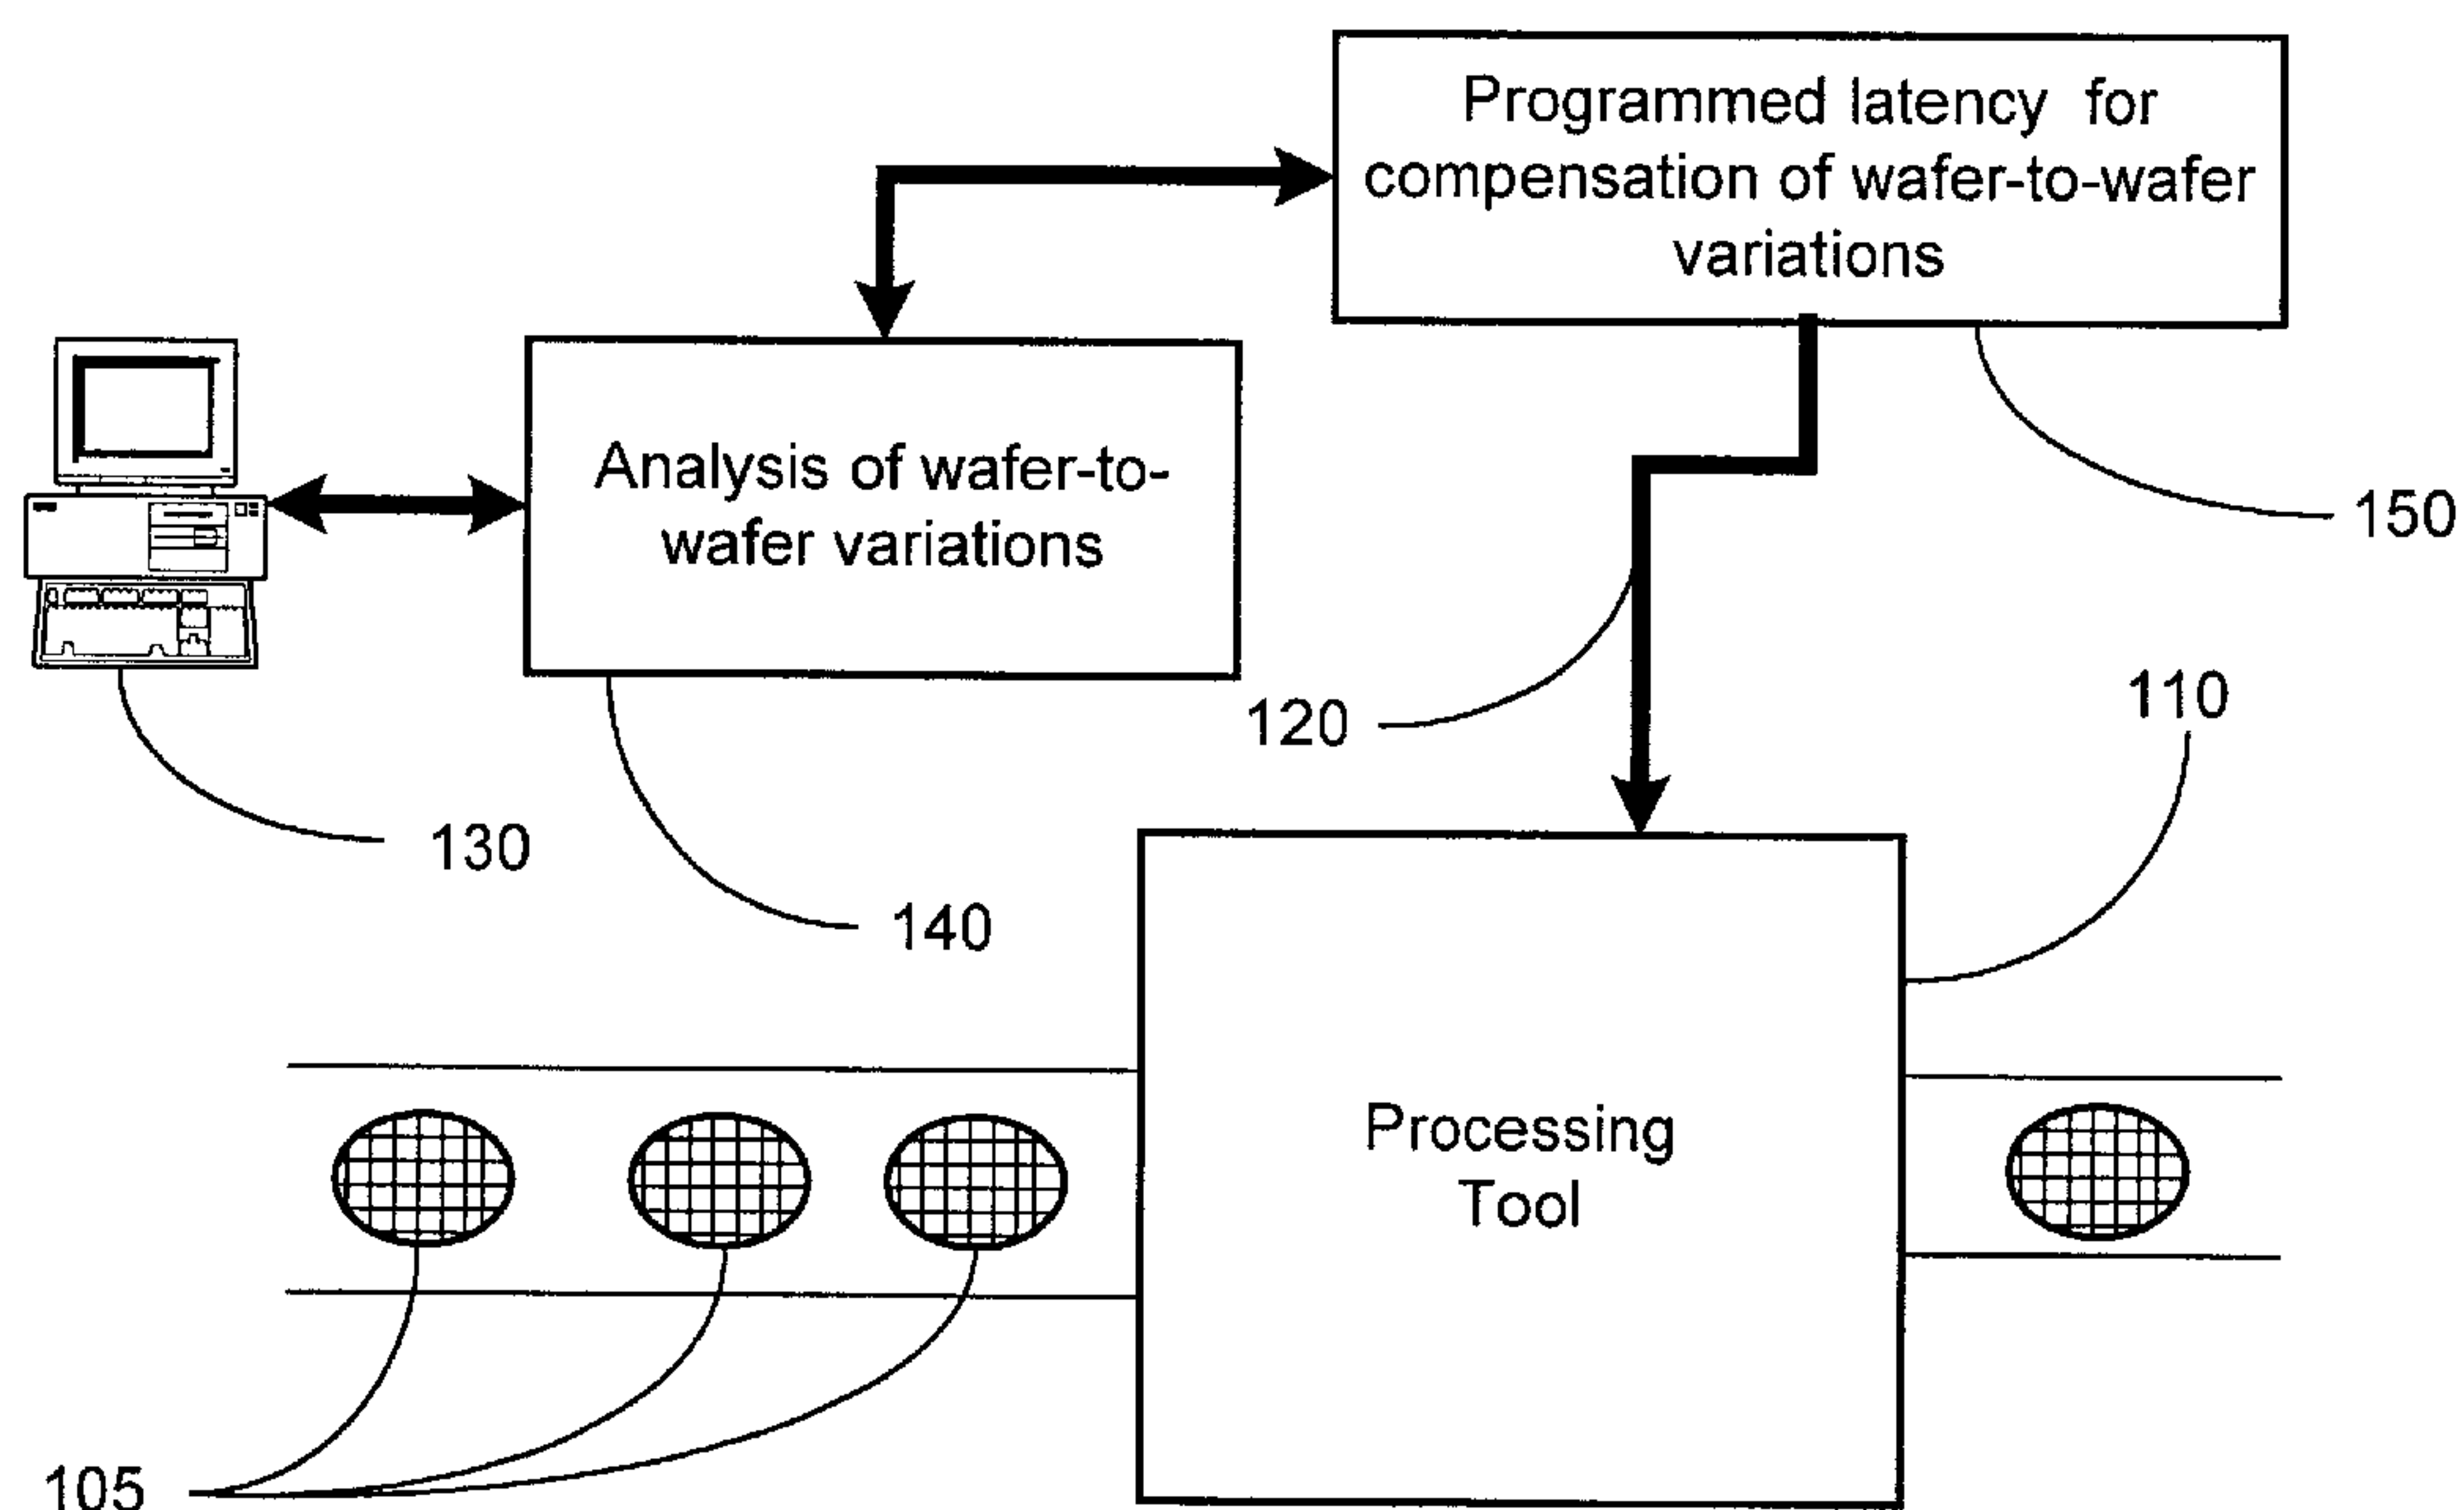 Programmed latency for
compensation of wafer-to-wafer
variations
Analysis of wafer-to-
wafer variations
150
120
110
130
140
Processing
Tool
105